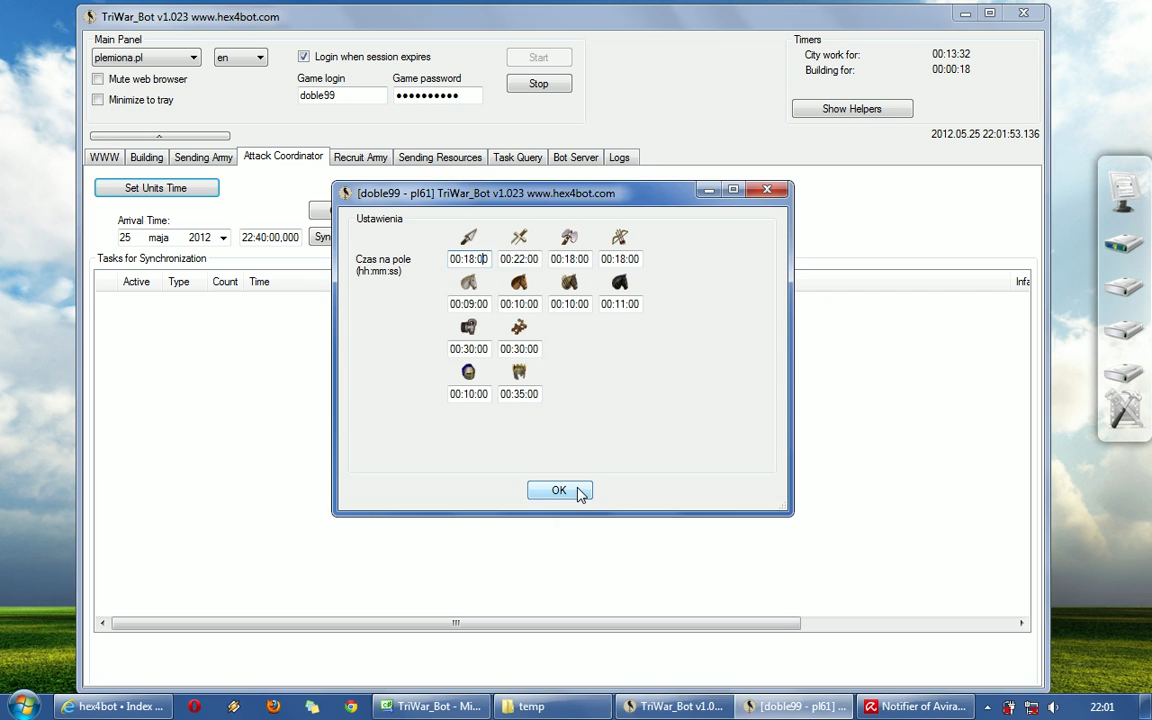 TriWar_Bot v1.023 www.hex4bot.com
Main Panel
plemiona.pl
en
Login when session expires
Start
Mute web browser
Game login
Game password
Stop
Minimize to tray
doble99
●●●●●●●●●●
Timers
City work for:
00:13:32
Building for:
00:00:18
Show Helpers
2012.05.25 22:01:53.136
WWW
Building
Sending Army
Attack Coordinator
Recruit Army
Sending Resources
Task Query
Bot Server
Logs
Set Units Time
Arrival Time:
25 maja 2012
22:40:00,000
Syn
Tasks for Synchronization
Active
Type
Count
Time
Infa
[doble99 - pl61] TriWar_Bot v1.023 www.hex4bot.com
Ustawienia
Czas na pole
(hh:mm:ss)
00:18:00 00:22:00 00:18:00 00:18:00
00:09:00 00:10:00 00:10:00 00:11:00
00:30:00 00:30:00
00:10:00 00:35:00
OK
hex4bot • Index ...
TriWar_Bot - Mi...
temp
TriWar_Bot v1.0...
[doble99 - pl61] ...
Notifier of Avira...
22:01